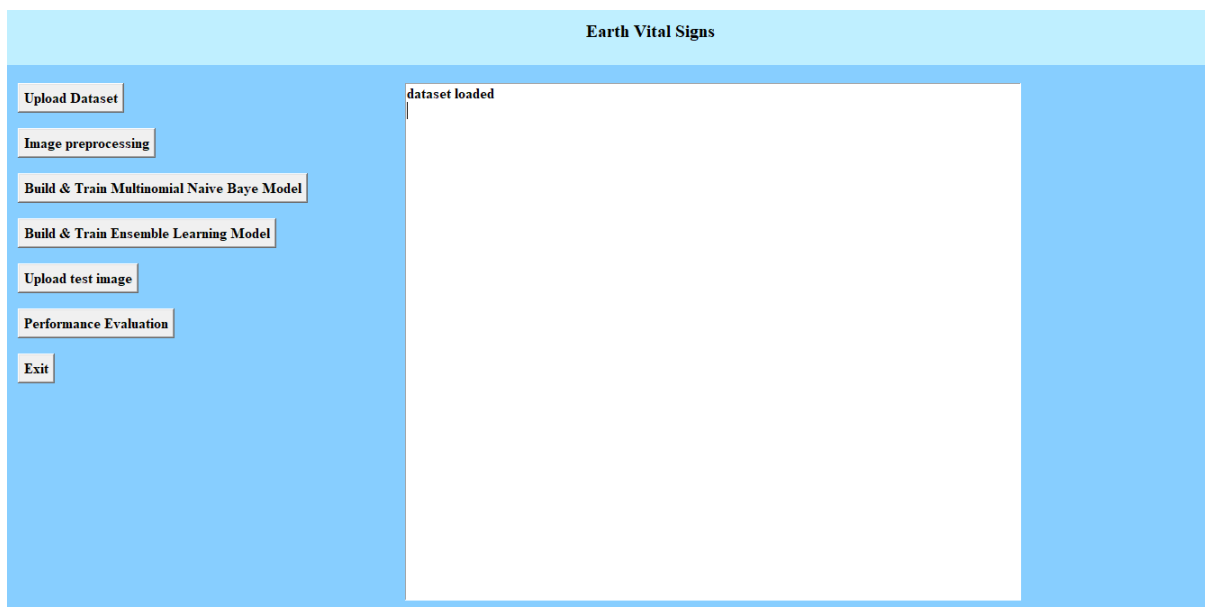 Earth Vital Signs
Upload Dataset
Image preprocessing
Build & Train Multinomial Naive Baye Model
Build & Train Ensemble Learning Model
Upload test image
Performance Evaluation
Exit
dataset loaded